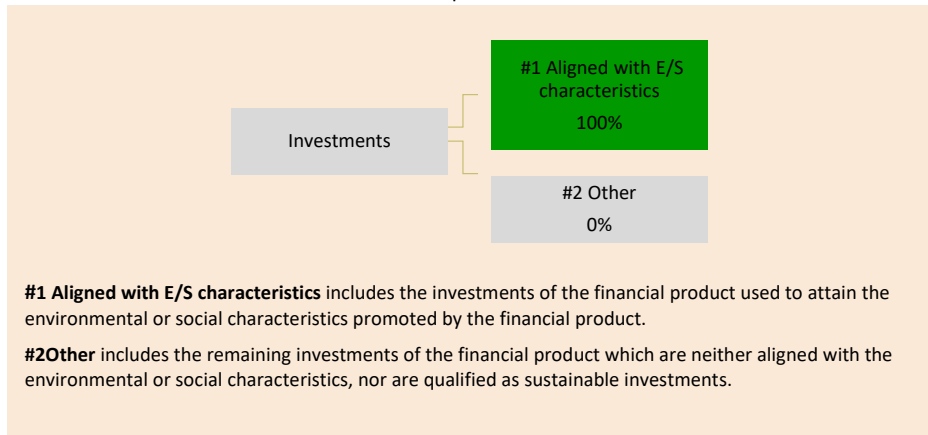 #1 Aligned with E/S
characteristics
100%
Investments
#2 Other
0%
#1 Aligned with E/S characteristics includes the investments of the financial product used to attain the
environmental or social characteristics promoted by the financial product.
#2Other includes the remaining investments of the financial product which are neither aligned with the
environmental or social characteristics, nor are qualified as sustainable investments.